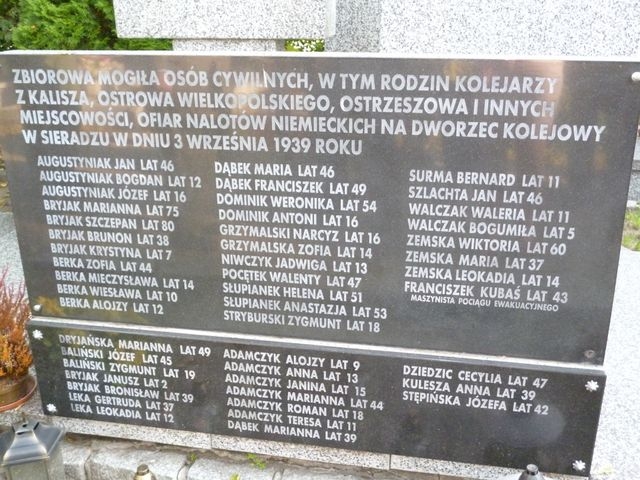 ZBIOROWA MOGIŁA OSÓB CYWILNYCH, W TYM RODZIN KOLEJARZY
Z KALISZA, OSTROWA WIELKOPOLSKIEGO, OSTRZESZOWA I INNYCH
MIEJSCOWOŚCI, OFIAR NALOTÓW NIEMIECKICH NA DWORZEC KOLEJOWY
W SIERADZU W DNIU 3 WRZEŚNIA 1939 ROKU
AUGUSTYNIAK JAN LAT 46
AUGUSTYNIAK BOGDAN LAT 12
AUGUSTYNIAK JÓZEF LAT 16
BRYJAK MARIANNA LAT 75
BRYJAK SZCZEPAN LAT 80
BRYJAK BRUNON LAT 38
BRYJAK KRYSTYNA LAT 7
BERKA ZOFIA LAT 44
BERKA MIECZYSŁAWA LAT 14
BERKA WIESŁAWA LAT 10
BERKA ALOJZY LAT 12
DĄBEK MARIA LAT 46
DĄBEK FRANCISZEK LAT 49
DOMINIK WERONIKA LAT 54
DOMINIK ANTONI LAT 16
GRZYMALSKI NARCYZ LAT 16
GRZYMALSKA ZOFIA LAT 14
NIWCZYK JADWIGA LAT 13
POCĘTEK WALENTY LAT 47
SŁUPIANEK HELENA LAT 51
SŁUPIANEK ANASTAZJA LAT 53
STRYBURSKI ZYGMUNT LAT 18
SURMA BERNARD LAT 11
SZLACHTA JAN LAT 46
WALCZAK WALERIA LAT 11
WALCZAK BOGUMIŁA LAT 5
ZEMSKA WIKTORIA LAT 60
ZEMSKA MARIA LAT 37
ZEMSKA LEOKADIA LAT 14
FRANCISZEK KUBAŚ LAT 43
MASZYNISTA POCIĄGU EWAKUACYJNEGO
DRYJAŃSKA MARIANNA LAT 49
BALIŃSKI JÓZEF LAT 45
BALIŃSKI ZYGMUNT LAT 19
BRYJAK JANUSZ LAT 2
BRYJAK BRONISŁAW LAT 39
LEKA GERTRUDA LAT 37
LEKA LEOKADIA LAT 12
ADAMCZYK ALOJZY LAT 9
ADAMCZYK ANNA LAT 13
ADAMCZYK JANINA LAT 15
ADAMCZYK MARIANNA LAT 44
ADAMCZYK ROMAN LAT 18
ADAMCZYK TERESA LAT 11
DĄBEK MARIANNA LAT 39
DZIEDZIC CECYLIA LAT 47
KULESZA ANNA LAT 39
STĘPIŃSKA JÓZEFA LAT 42